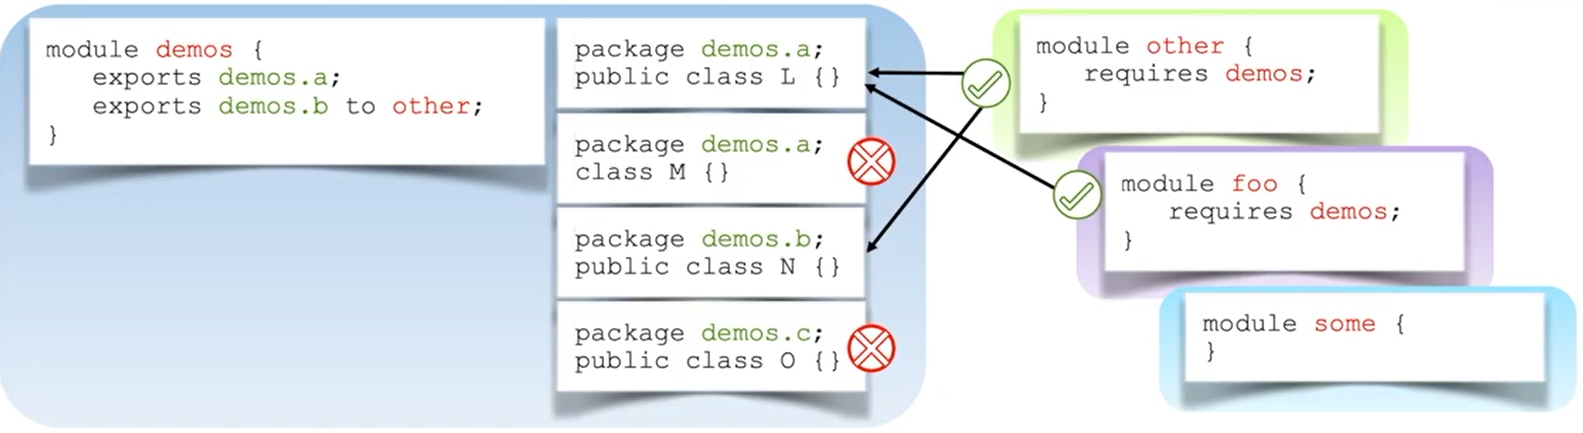 module demos {
exports demos.a;
exports demos.b to other;
}
package demos.a;
public class L {}
package demos.a;
class M {}
package demos.b;
public class N {}
package demos.c;
public class O {}
module other {
requires demos;
}
module foo {
requires demos;
}
module some {
}